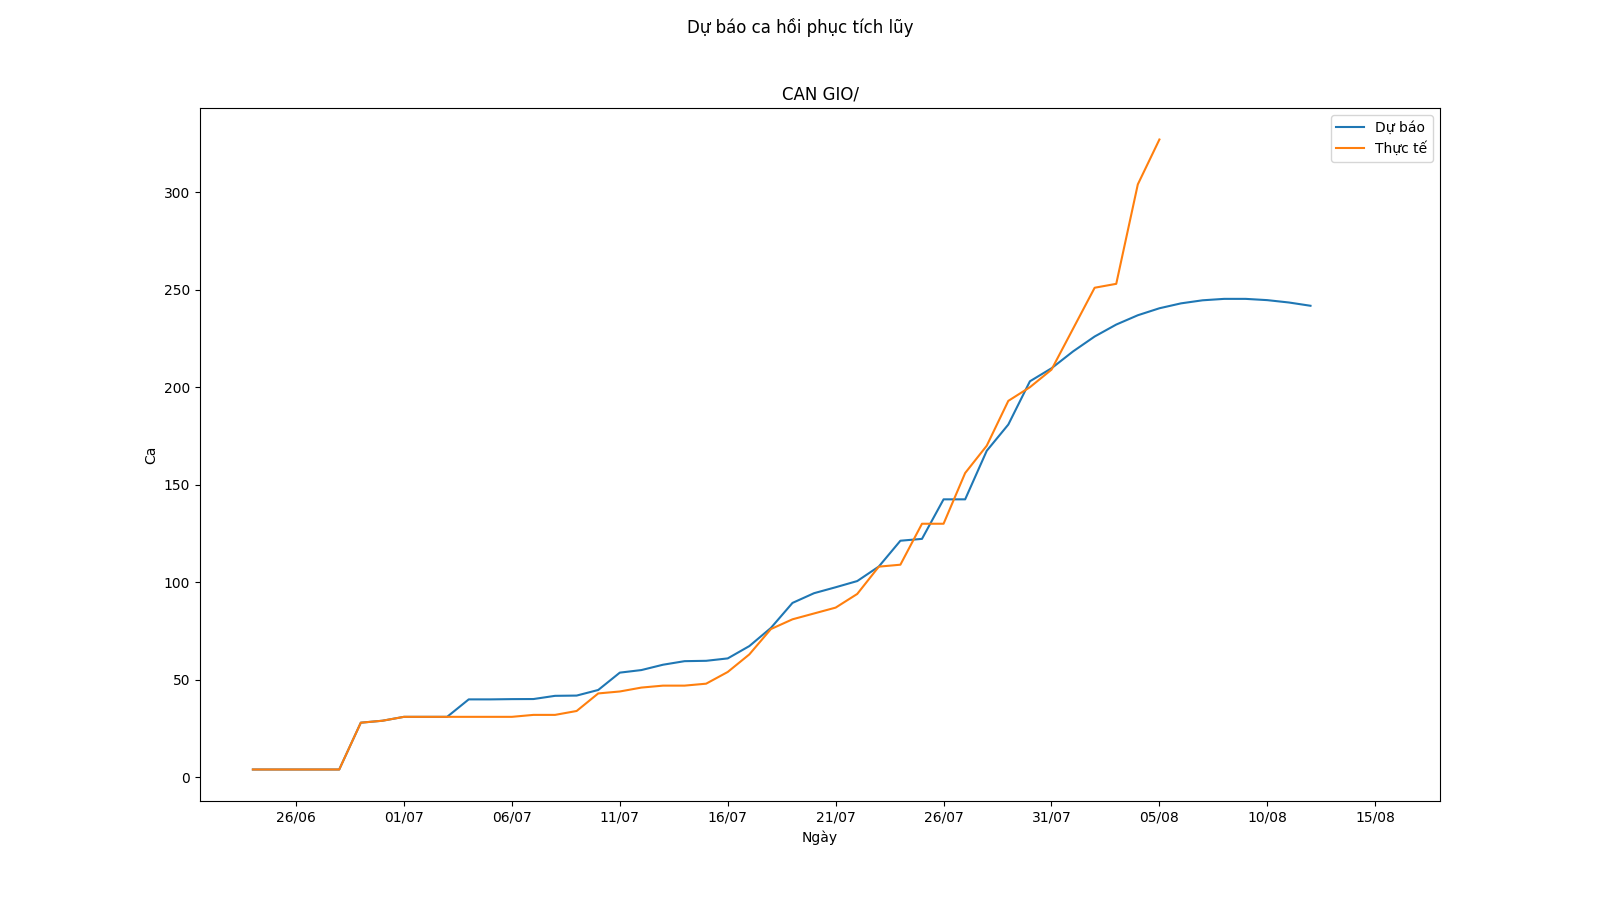 Dự báo ca hồi phục tích lũy
CAN GIO/
Dự báo
Thực tế
300
250
200
150
100
50
0
Ca
26/06 01/07 06/07 11/07 16/07 21/07 26/07 31/07 05/08 10/08 15/08
Ngày